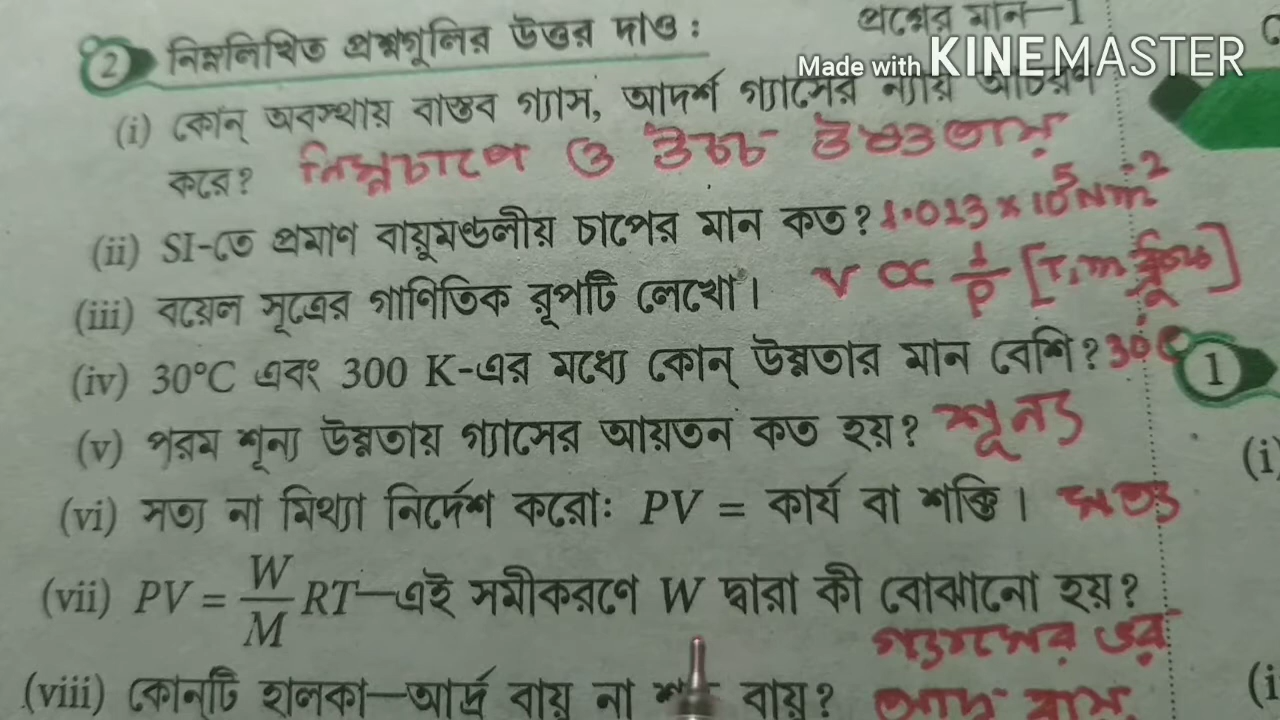 প্রশ্নের মান—1
2 নিম্নলিখিত প্রশ্নগুলির উত্তর দাও :
Made with KINEMASTER
(i) কোন্ অবস্থায় বাস্তব গ্যাস, আদর্শ গ্যাসের ন্যায় আচরণ
করে? নিম্নচাপে ও উচ্চ উষ্ণতায়
(ii) SI-তে প্রমাণ বায়ুমণ্ডলীয় চাপের মান কত? 1.013 × 10⁵ Nm⁻²
(iii) বয়েল সূত্রের গাণিতিক রূপটি লেখো। V ∝ 1/P [T, m ধ্রুবক]
(iv) 30°C এবং 300 K-এর মধ্যে কোন্ উষ্ণতার মান বেশি? 30°C
1
(v) পরম শূন্য উষ্ণতায় গ্যাসের আয়তন কত হয়? শূন্য
(i)
(vi) সত্য না মিথ্যা নির্দেশ করো: PV = কার্য বা শক্তি। সত্য
(vii) PV = W/M RT—এই সমীকরণে W দ্বারা কী বোঝানো হয়?
গ্যাসের ভর
(viii) কোন্‌টি হালকা—আর্দ্র বায়ু না বায়ু? আর্দ্র বায়ু